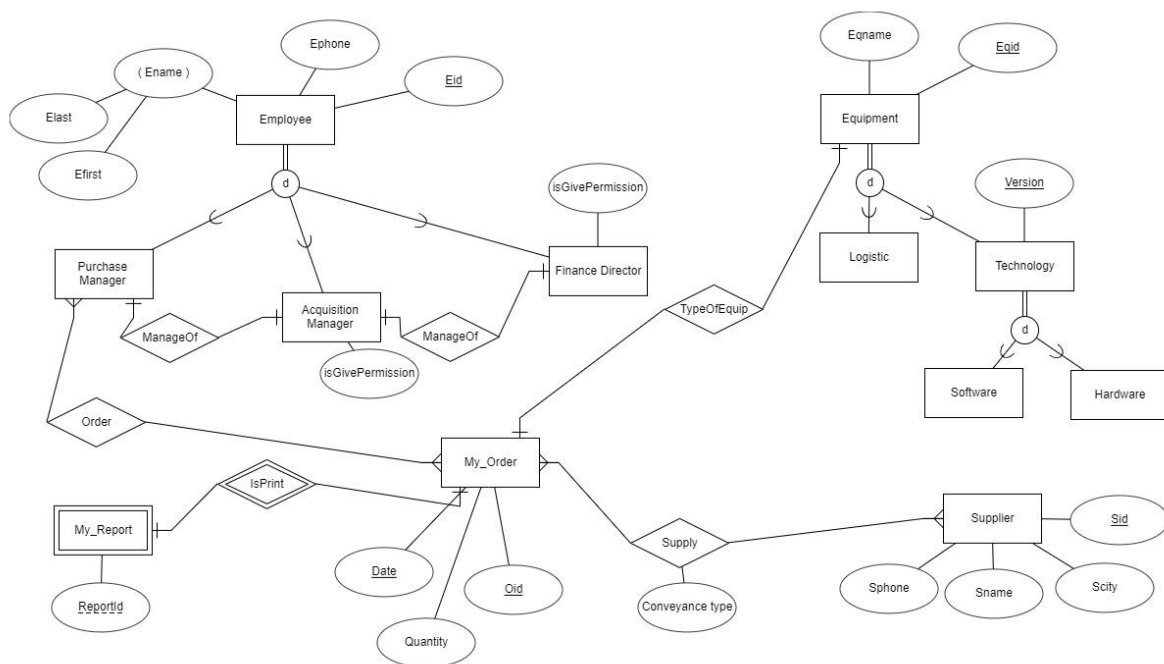 Ephone
Eqname
( Ename )
Eqid
Eid
Elast
Employee
Equipment
Efirst
d
d
isGivePermission
Version
Purchase
Manager
Finance Director
Logistic
Technology
Acquisition
Manager
TypeOfEquip
ManageOf
ManageOf
d
isGivePermission
Software
Hardware
Order
My_Order
IsPrint
Supplier
Sid
My_Report
Supply
Date
Oid
Sphone
Sname
Scity
ReportId
Conveyance type
Quantity